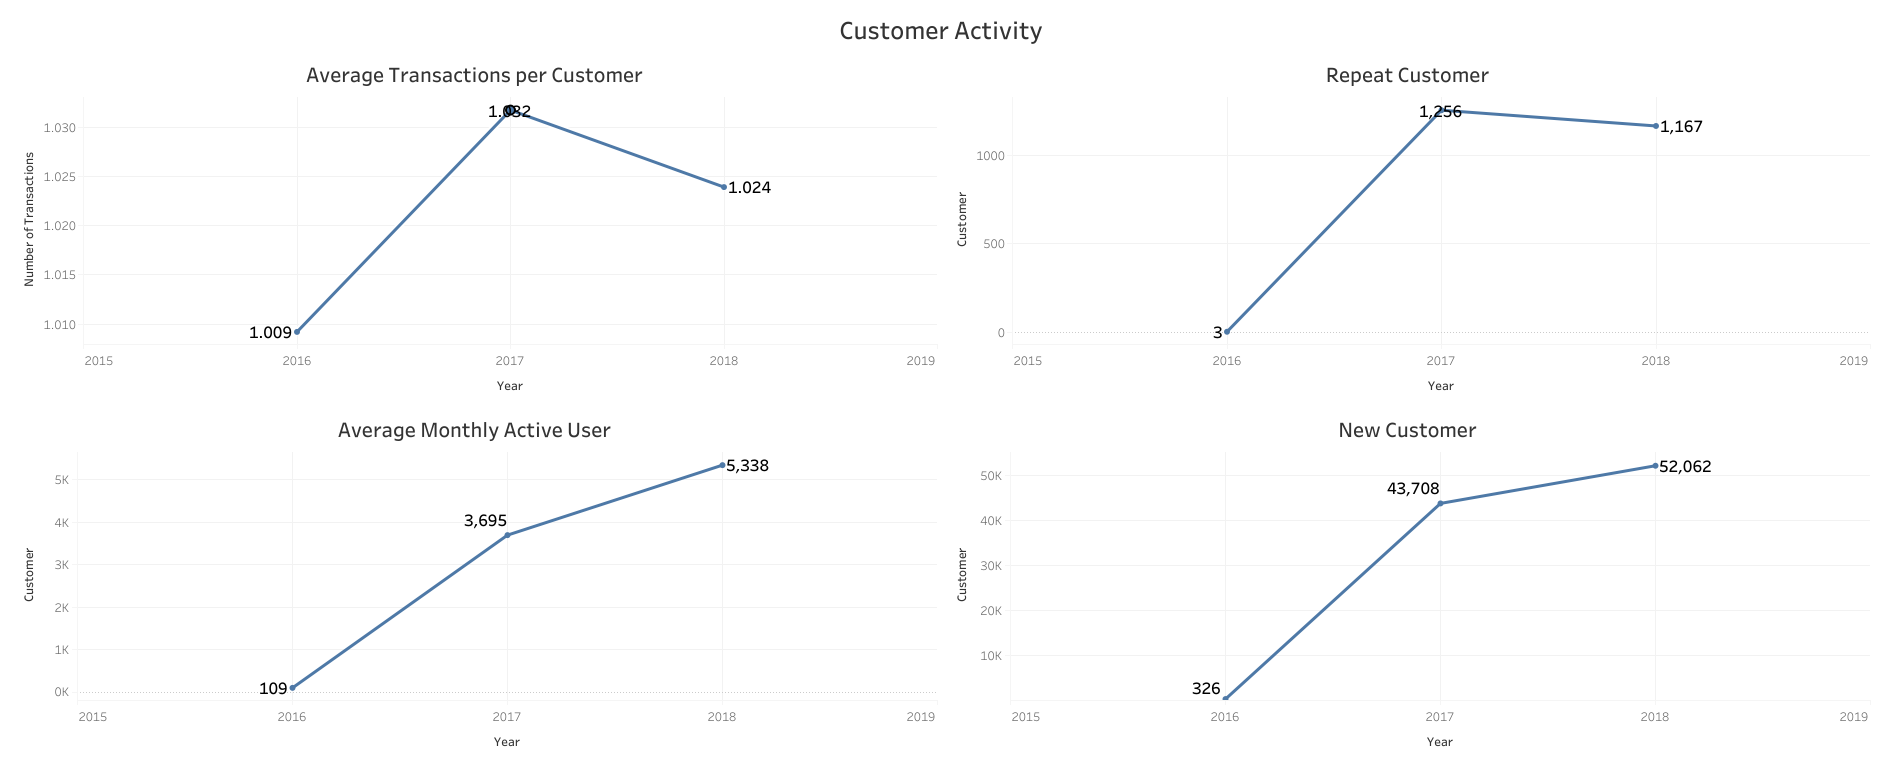 Customer Activity
Average Transactions per Customer
Number of Transactions
1.030
1.025
1.020
1.015
1.010
1.009
1.032
1.024
2015 2016 2017 2018 2019
Year
Repeat Customer
Customer
1000
500
0
3
1,256
1,167
2015 2016 2017 2018 2019
Year
Average Monthly Active User
Customer
5K
4K
3K
2K
1K
0K
109
3,695
5,338
2015 2016 2017 2018 2019
Year
New Customer
Customer
50K
40K
30K
20K
10K
326
43,708
52,062
2015 2016 2017 2018 2019
Year